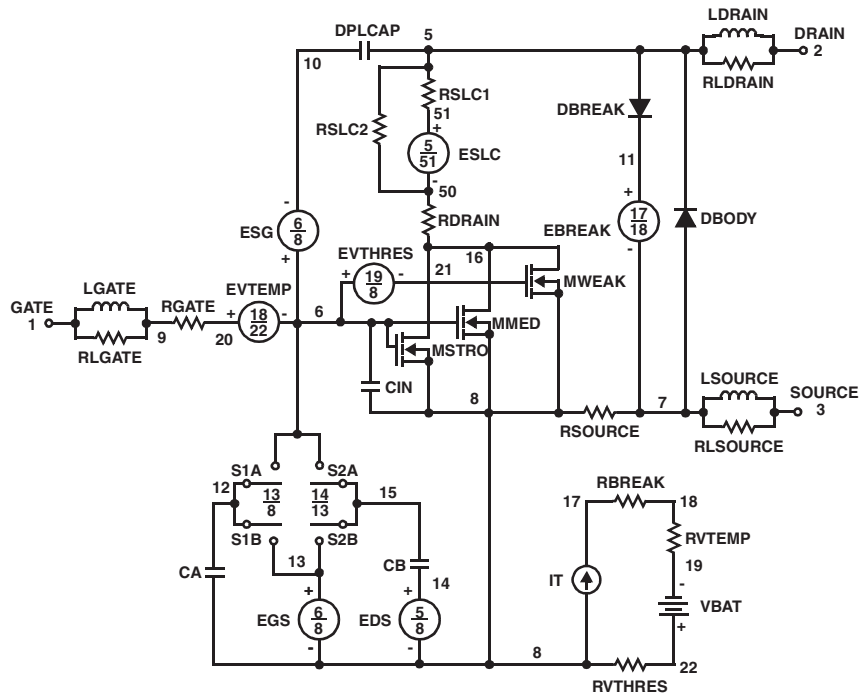 LDRAIN
DPLCAP
5
DRAIN
2
10
RLDRAIN
RSLC1
51
DBREAK
RSLC2
+
5
51
ESLC
11
-
50
-
+
ESG
6
8
RDRAIN
EBREAK
17
18
DBODY
+
EVTHRES
16
-
+
19
8
-
21
MWEAK
LGATE
GATE
1
RGATE
EVTEMP
+
18
22
-
6
MMED
9
20
RLGATE
MSTRO
CIN
LSOURCE
8
7
SOURCE
3
RSOURCE
RLSOURCE
S1A
S2A
12
13
8
14
13
15
RBREAK
17
18
S1B
S2B
RVTEMP
13
CB
19
CA
14
IT
-
+
+
VBAT
EGS
6
8
EDS
5
8
+
-
-
8
22
RVTHRES